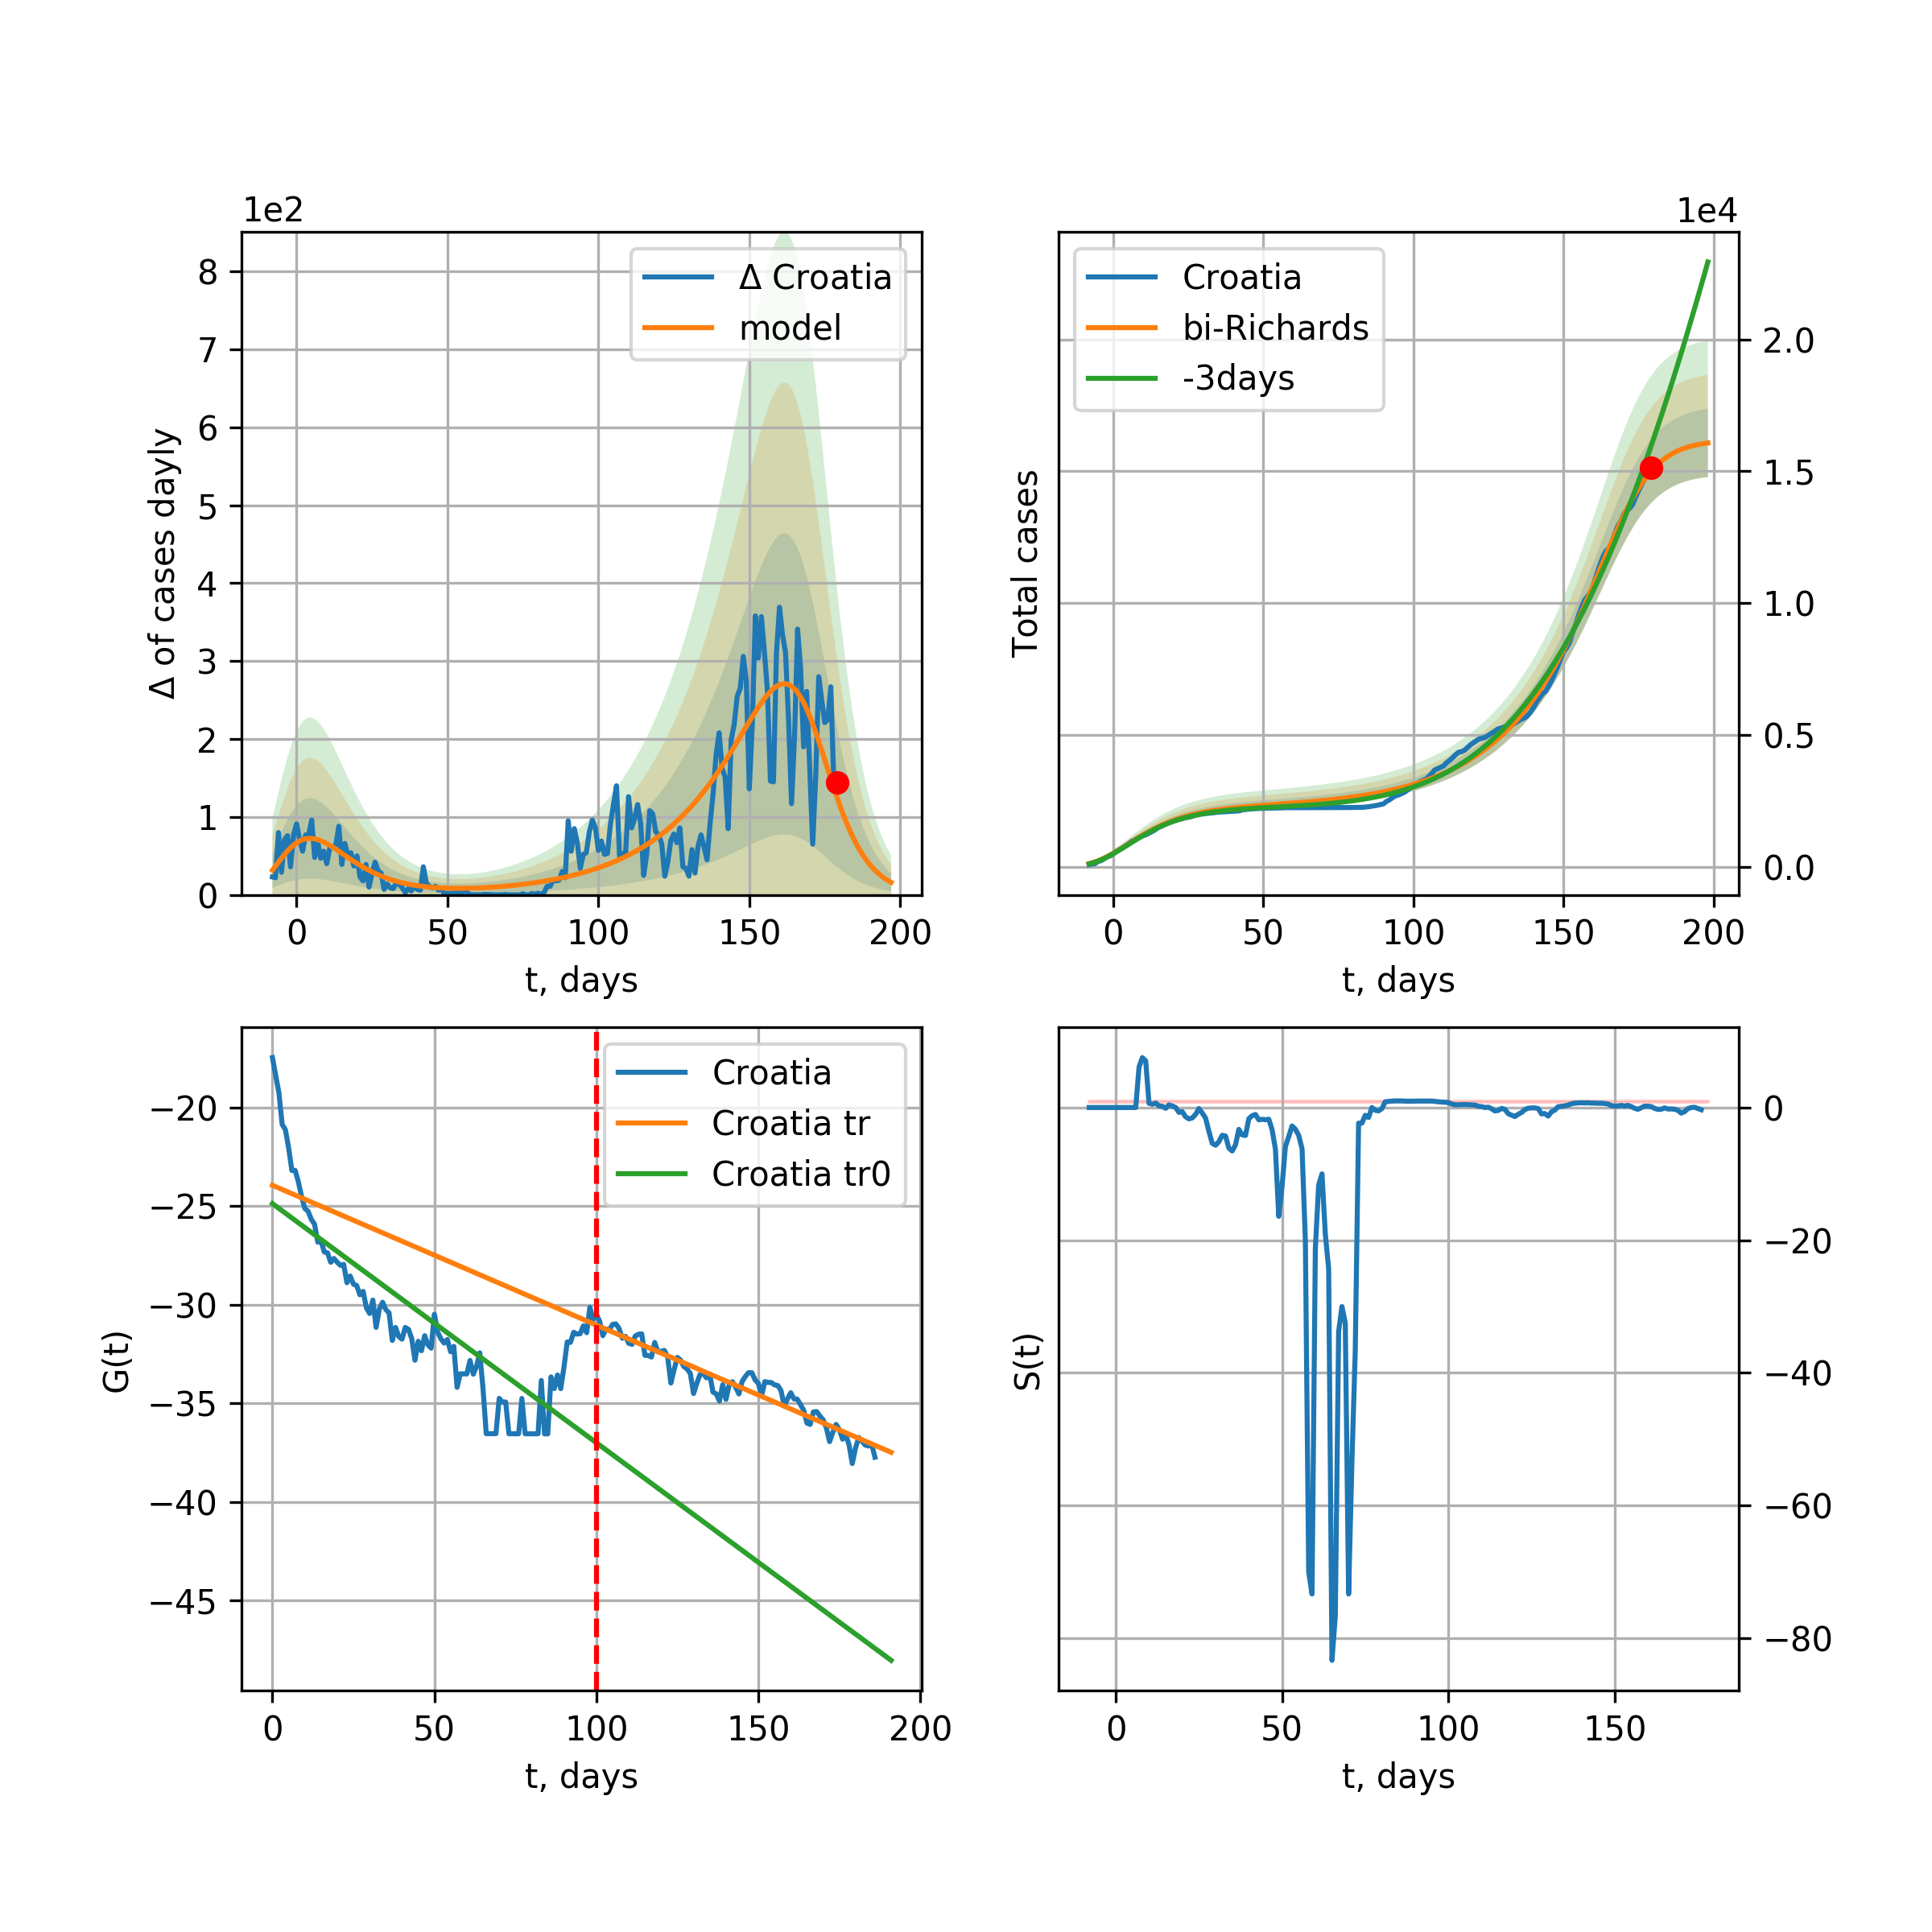 1e2
8
7
6
5
4
3
2
1
0
Δ of cases dayly
Δ Croatia
model
0 50 100 150 200
t, days
1e4
Croatia
bi-Richards
-3days
Total cases
2.0
1.5
1.0
0.5
0.0
0 50 100 150 200
t, days
Croatia
Croatia tr
Croatia tr0
G(t)
−20
−25
−30
−35
−40
−45
0 50 100 150 200
t, days
S(t)
0
−20
−40
−60
−80
0 50 100 150
t, days